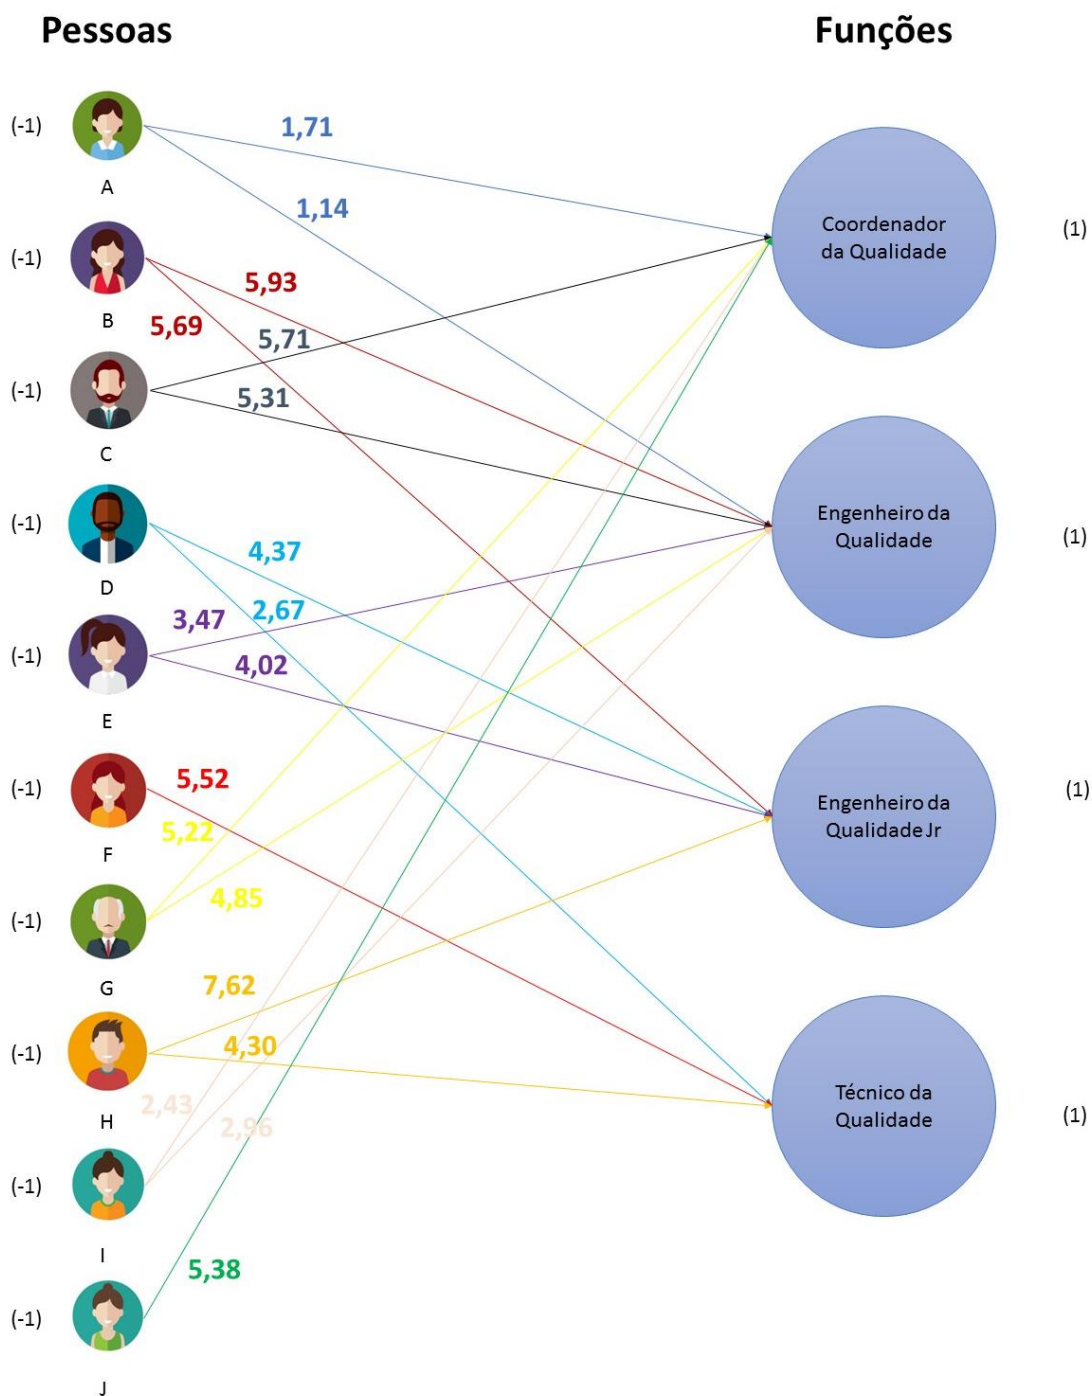 Pessoas
Funções
(-1)
A
1,71
1,14
Coordenador
da Qualidade
(1)
(-1)
B
5,93
5,69
(-1)
C
5,71
5,31
Engenheiro da
Qualidade
(1)
(-1)
D
4,37
2,67
(-1)
E
3,47
4,02
(-1)
F
5,52
Engenheiro da
Qualidade Jr
(1)
(-1)
G
5,22
4,85
(-1)
H
7,62
4,30
Técnico da
Qualidade
(1)
(-1)
I
2,43
2,96
(-1)
J
5,38